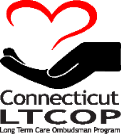 Connecticut
LTCOP
Long Term Care Ombudsman Program